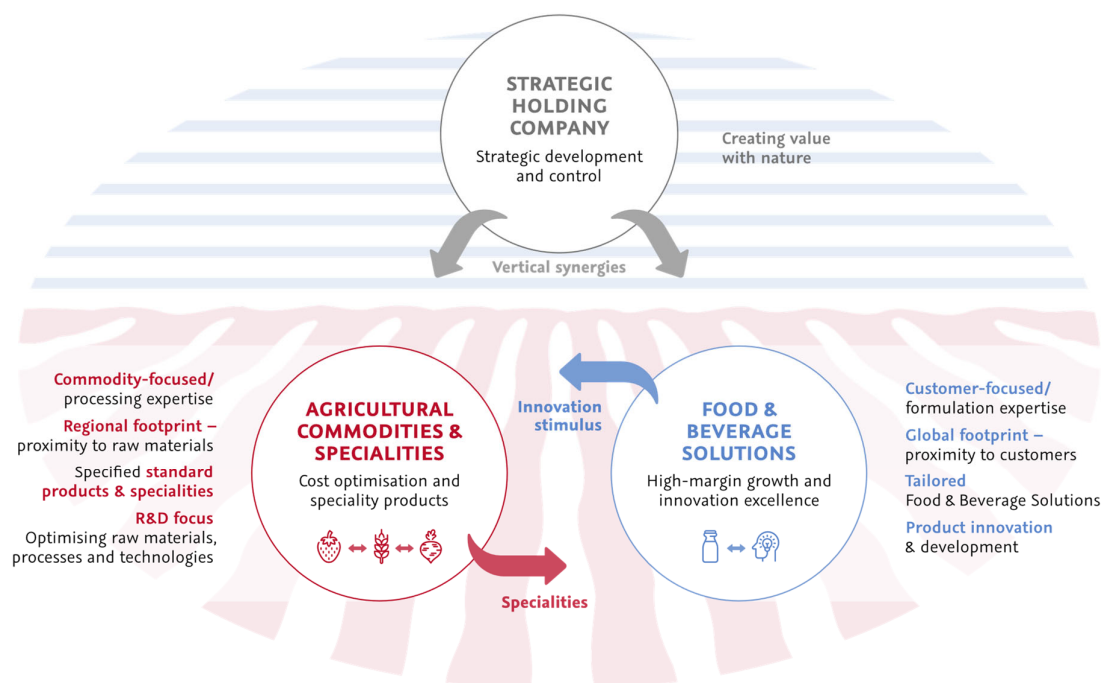 STRATEGIC
HOLDING
COMPANY
Strategic development
and control
Creating value
with nature
Vertical synergies
Commodity-focused/
processing expertise
Regional footprint –
proximity to raw materials
Specified standard
products & specialities
R&D focus
Optimising raw materials,
processes and technologies
AGRICULTURAL
COMMODITIES &
SPECIALITIES
Cost optimisation and
speciality products
Specialities
Innovation
stimulus
FOOD &
BEVERAGE
SOLUTIONS
High-margin growth and
innovation excellence
Customer-focused/
formulation expertise
Global footprint –
proximity to customers
Tailored
Food & Beverage Solutions
Product innovation
& development